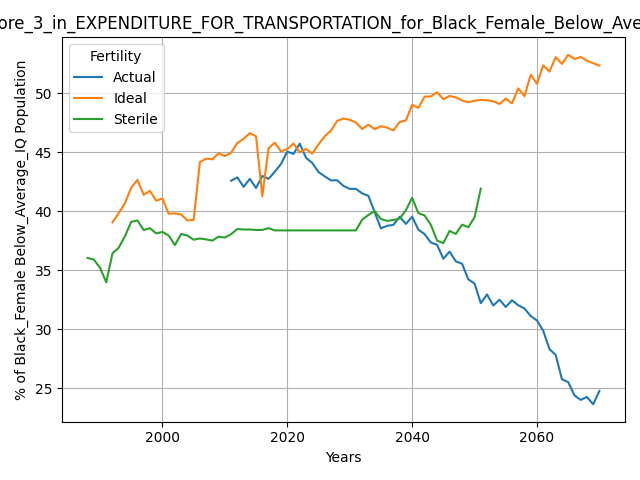 ore_3_in_EXPENDITURE_FOR_TRANSPORTATION_for_Black_Female_Below_Ave
Fertility
Actual
Ideal
Sterile
% of Black_Female Below_Average_IQ Population
50
45
40
35
30
25
2000
2020
2040
2060
Years